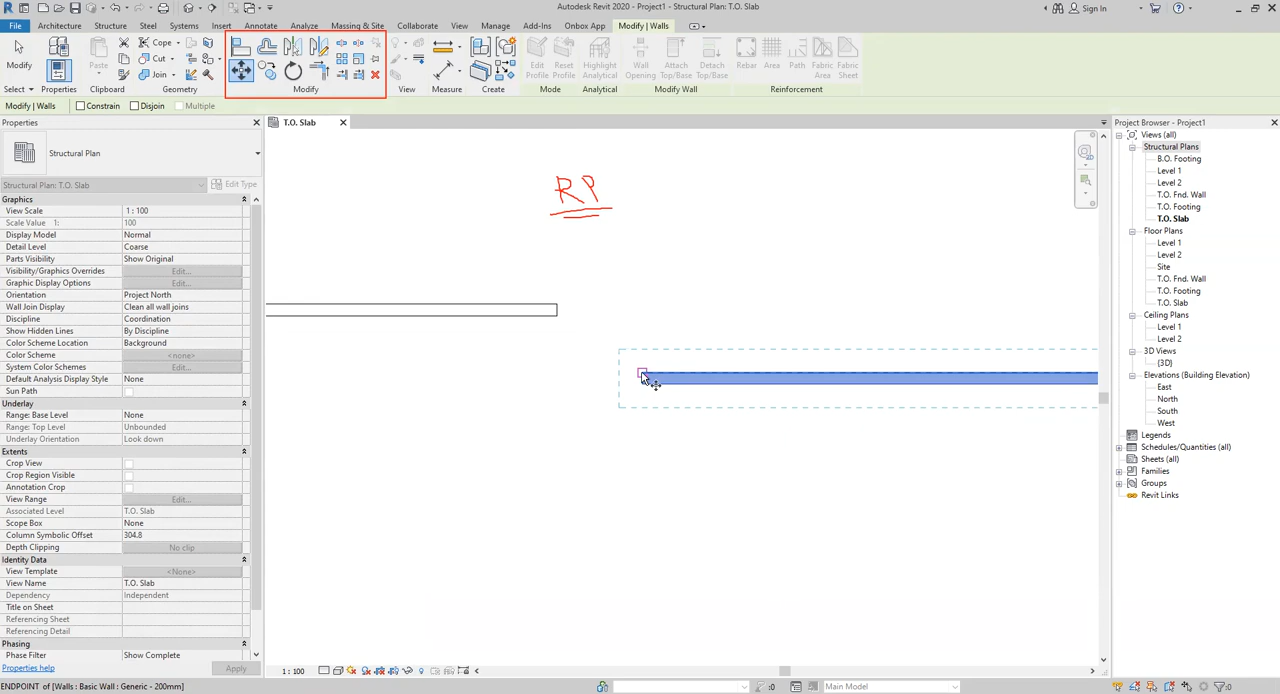 Autodesk Revit 2020 - Project1 - Structural Plan: T.O. Slab
Sign In
File Architecture Structure Steel Systems Insert Annotate Analyze Massing & Site Collaborate View Manage Add-Ins Onbox App Modify | Walls
Modify
Paste
Cope
Cut
Join
Edit Profile
Reset Profile
Highlight Analytical
Wall Opening
Attach Top/Base
Detach Top/Base
Rebar
Area
Path
Fabric Area
Fabric Sheet
Select Properties Clipboard Geometry Modify View Measure Create Mode Analytical Modify Wall Reinforcement
Modify | Walls Constrain Disjoin Multiple
Properties
Structural Plan
Structural Plan: T.O. Slab Edit Type
Graphics
View Scale 1 : 100
Scale Value 1: 100
Display Model Normal
Detail Level Coarse
Parts Visibility Show Original
Visibility/Graphics Overrides Edit...
Graphic Display Options Edit...
Orientation Project North
Wall Join Display Clean all wall joins
Discipline Coordination
Show Hidden Lines By Discipline
Color Scheme Location Background
Color Scheme <none>
System Color Schemes Edit...
Default Analysis Display Style None
Sun Path
Underlay
Range: Base Level None
Range: Top Level Unbounded
Underlay Orientation Look down
Extents
Crop View
Crop Region Visible
Annotation Crop
View Range Edit...
Associated Level T.O. Slab
Scope Box None
Column Symbolic Offset 304.8
Depth Clipping No clip
Identity Data
View Template <None>
View Name T.O. Slab
Dependency Independent
Title on Sheet
Referencing Sheet
Referencing Detail
Phasing
Phase Filter Show Complete
Properties help Apply
T.O. Slab
RP
1 : 100
Project Browser - Project1
Views (all)
Structural Plans
B.O. Footing
Level 1
Level 2
T.O. Fnd. Wall
T.O. Footing
T.O. Slab
Floor Plans
Level 1
Level 2
Site
T.O. Fnd. Wall
T.O. Footing
T.O. Slab
Ceiling Plans
Level 1
Level 2
3D Views
{3D}
Elevations (Building Elevation)
East
North
South
West
Legends
Schedules/Quantities (all)
Sheets (all)
Families
Groups
Revit Links
ENDPOINT of [Walls : Basic Wall : Generic - 200mm]
:0
Main Model
:0